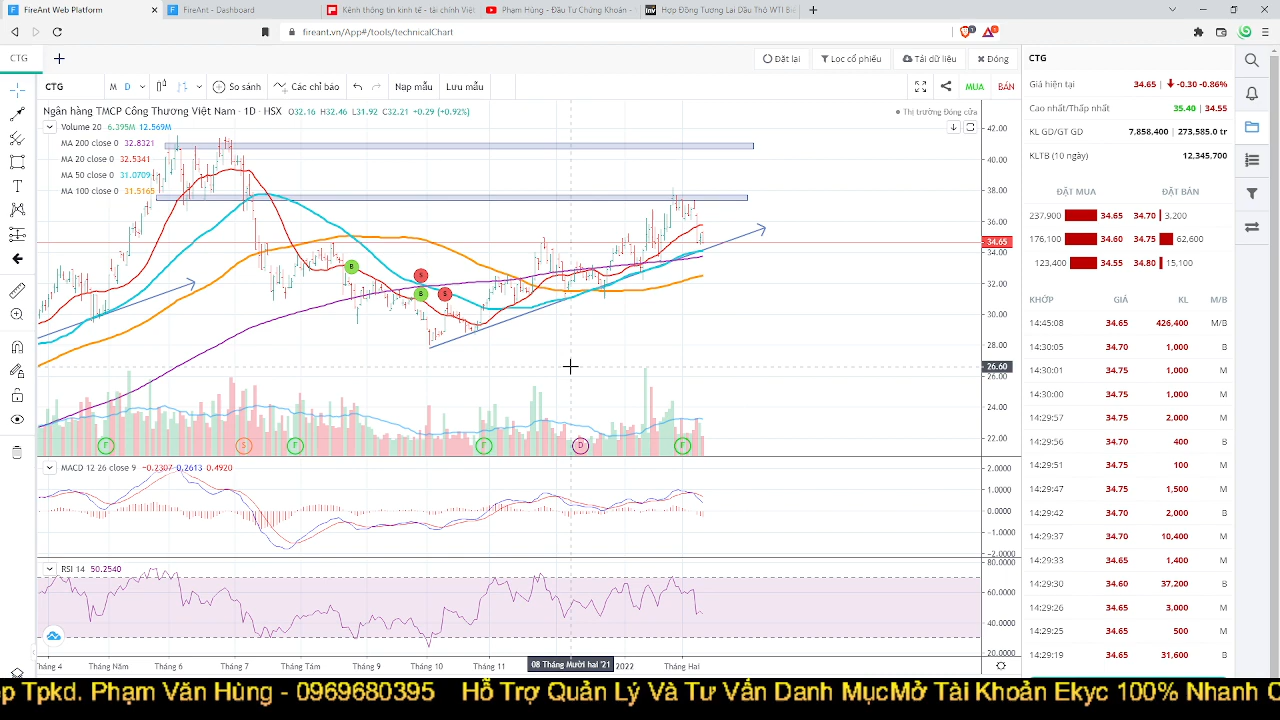 FireAnt Web Platform
FireAnt - Dashboard
Kênh thông tin kinh tế - tài chính Việt
Phạm Hùng - Đầu Tư Chứng Khoán -
Hợp Đồng Tương Lai Dầu Thô WTI Bi
fireant.vn/App#/tools/technicalChart
CTG
Đặt lại
Lọc cổ phiếu
Tải dữ liệu
Đóng
CTG
M D
So sánh
Các chỉ báo
Nạp mẫu
Lưu mẫu
MUA
BÁN
Ngân hàng TMCP Công Thương Việt Nam · 1D · HSX O32.16 H32.46 L31.92 C32.21 +0.29 (+0.92%)
Thị trường Đóng cửa
Volume 20 6.395M 12.569M
MA 200 close 0 32.8321
MA 20 close 0 32.5341
MA 50 close 0 31.0709
MA 100 close 0 31.5165
42.00
40.00
38.00
36.00
34.65
34.00
32.00
30.00
28.00
26.60
26.00
24.00
22.00
B
S
B
S
F
S
F
F
D
F
MACD 12 26 close 9 −0.2307 0.2613 0.4920
2.0000
1.0000
0.0000
−1.0000
−2.0000
RSI 14 50.2540
80.0000
60.0000
40.0000
20.0000
háng 4 Tháng Năm Tháng 6 Tháng 7 Tháng Tám Tháng 9 Tháng 10 Tháng 11 08 Tháng Mười hai '21 2022 Tháng Hai
CTG
Giá hiện tại 34.65 | -0.30 -0.86%
Cao nhất/Thấp nhất 35.40 | 34.55
KL GD/GT GD 7,858,400 | 273,585.0 tr
KLTB (10 ngày) 12,345,700
ĐẶT MUA ĐẶT BÁN
237,900 34.65 34.70 3,200
176,100 34.60 34.75 62,600
123,400 34.55 34.80 15,100
KHỚP GIÁ KL M/B
14:45:08 34.65 426,400 M/B
14:30:05 34.70 1,000 B
14:30:01 34.75 1,000 M
14:30:00 34.75 1,000 M
14:29:57 34.75 2,000 M
14:29:56 34.70 400 B
14:29:51 34.75 100 M
14:29:47 34.75 1,500 M
14:29:42 34.75 2,000 M
14:29:37 34.70 10,400 M
14:29:33 34.65 1,400 M
14:29:30 34.60 37,200 M
14:29:26 34.65 3,000 M
14:29:25 34.65 500 M
14:29:19 34.65 31,600 M
ợp Tpkd. Phạm Văn Hùng - 0969680395 Hỗ Trợ Quản Lý Và Tư Vấn Danh MụcMở Tài Khoản Ekyc 100% Nhanh C